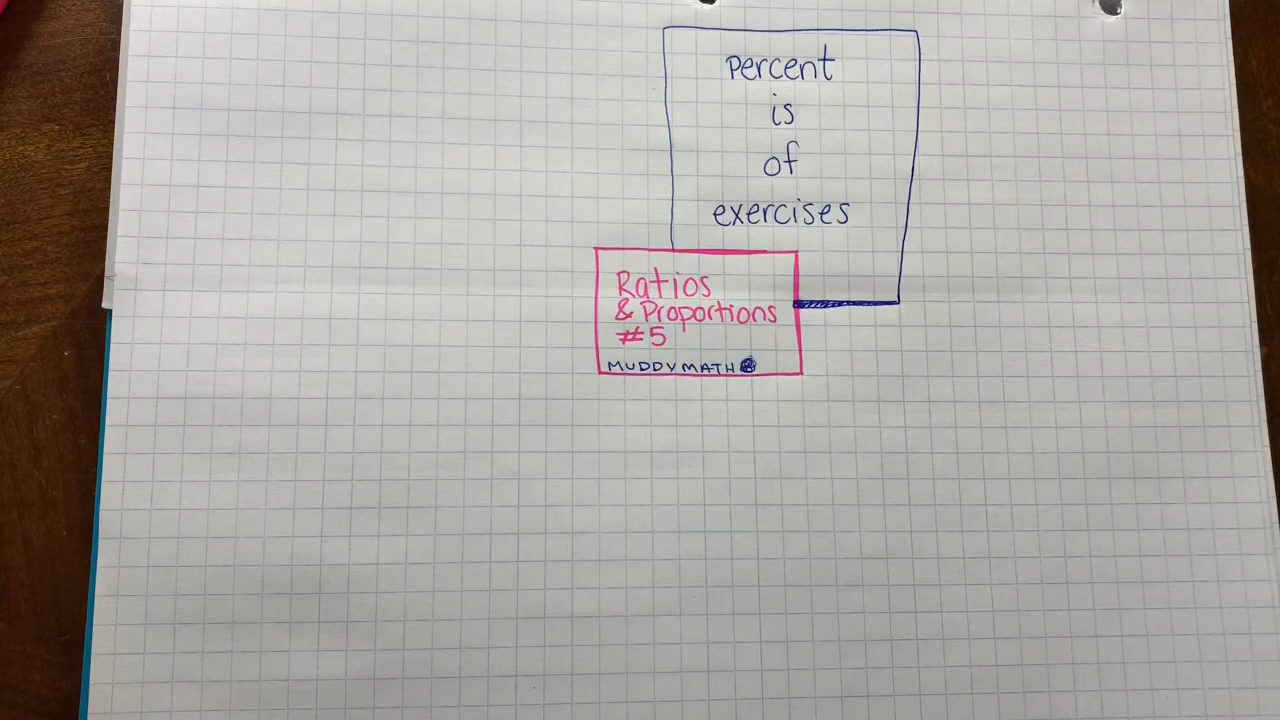 percent
is
of
exercises
Ratios
& Proportions
#5
MUDDYMATH